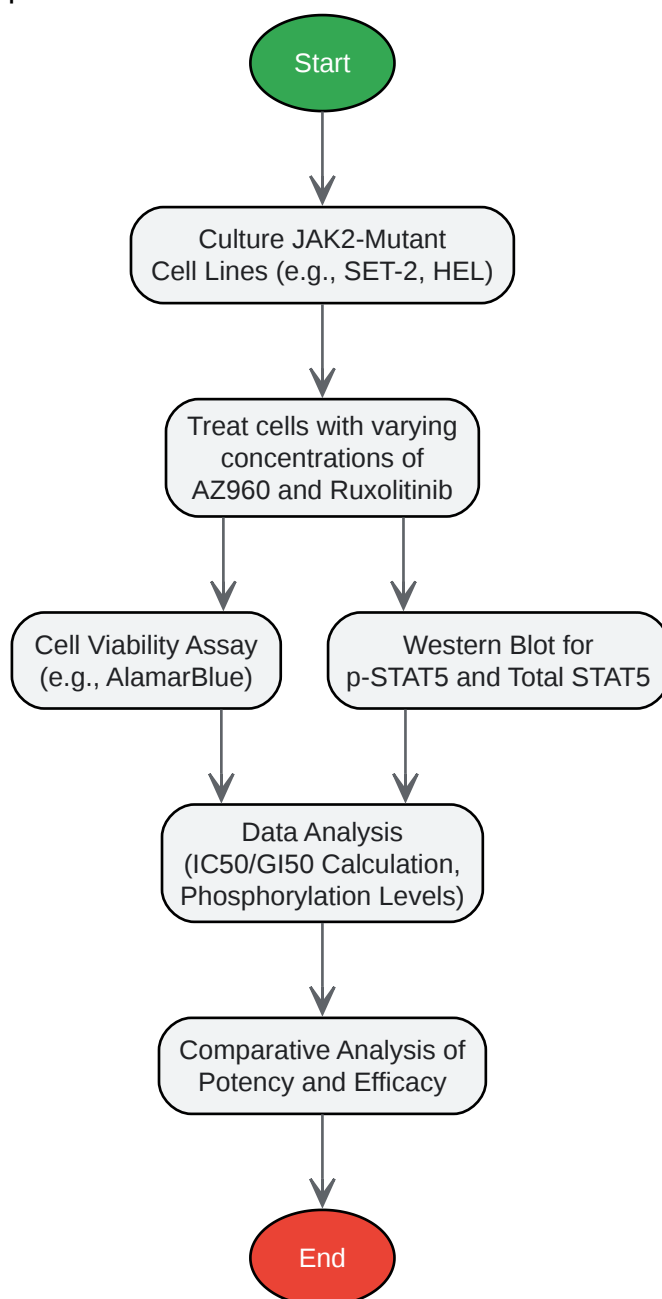 Start
Culture JAK2-Mutant
Cell Lines (e.g., SET-2, HEL)
Treat cells with varying
concentrations of
AZ960 and Ruxolitinib
Cell Viability Assay
(e.g., AlamarBlue)
Western Blot for
p-STAT5 and Total STAT5
Data Analysis
(IC50/GI50 Calculation,
Phosphorylation Levels)
Comparative Analysis of
Potency and Efficacy
End